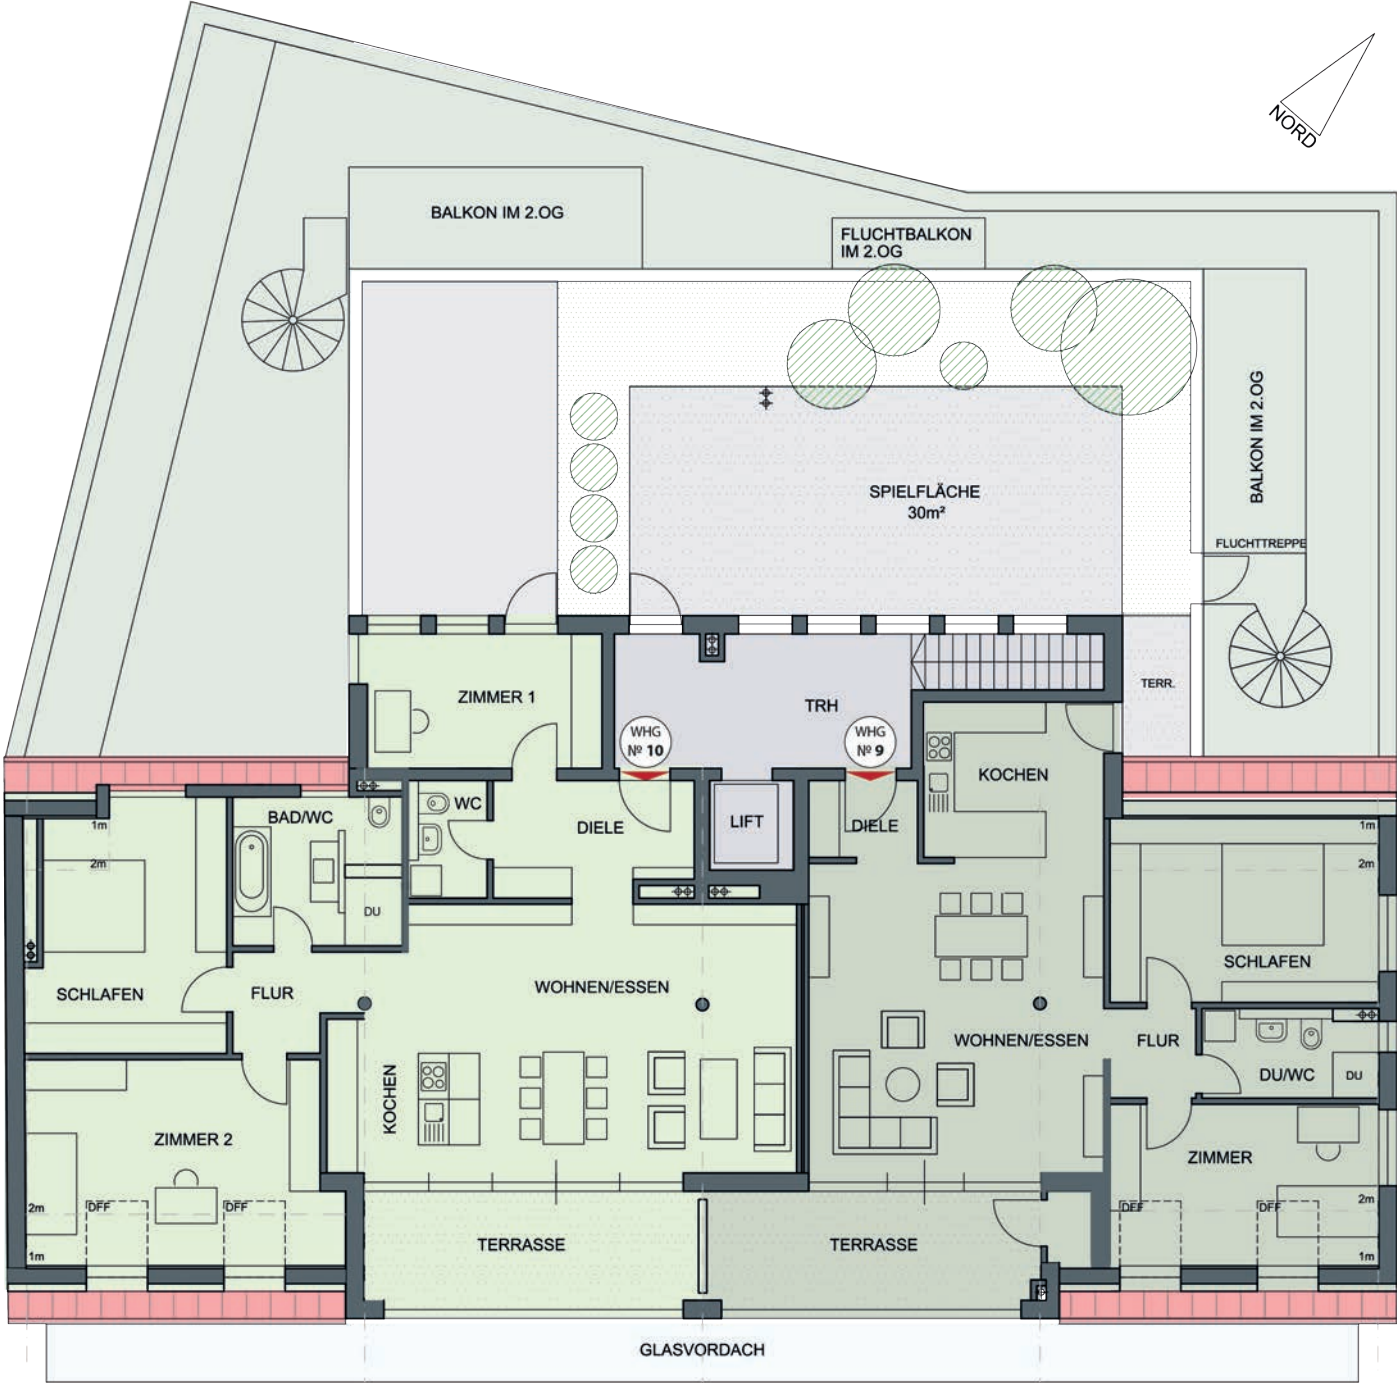 NORD
BALKON IM 2.OG
FLUCHTBALKON
IM 2.OG
BALKON IM 2.OG
SPIELFLÄCHE
30m²
FLUCHTTREPPE
TERR.
ZIMMER 1
TRH
WHG
№ 10
WHG
№ 9
KOCHEN
WC
BAD/WC
DIELE
LIFT
DIELE
1m
2m
1m
2m
DU
SCHLAFEN
FLUR
WOHNEN/ESSEN
SCHLAFEN
WOHNEN/ESSEN
FLUR
DU/WC
DU
KOCHEN
ZIMMER 2
ZIMMER
2m
DFF
DFF
1m
DFF
DFF
2m
1m
TERRASSE
TERRASSE
GLASVORDACH